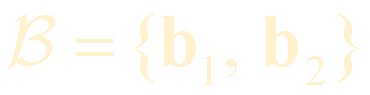 ℬ = {𝐛₁, 𝐛₂}